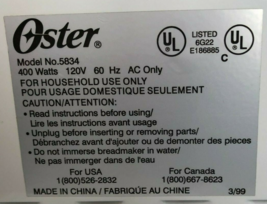 Oster®
UL UL
LISTED
6G22
E186885
C
Model No.5834
400 Watts 120V 60 Hz AC Only
FOR HOUSEHOLD USE ONLY
POUR USAGE DOMESTIQUE SEULEMENT
CAUTION/ATTENTION:
• Read instructions before using/
Lire les instructions avant usage
• Unplug before inserting or removing parts/
Débranchez avant d'ajouter ou de demonter des pieces
• Do not immerse breadmaker in water/
Ne pas immerger dans l'eau
For USA For Canada
1(800)526-2832 1(800)667-8623
MADE IN CHINA / FABRIQUÉ AU CHINE 3/99